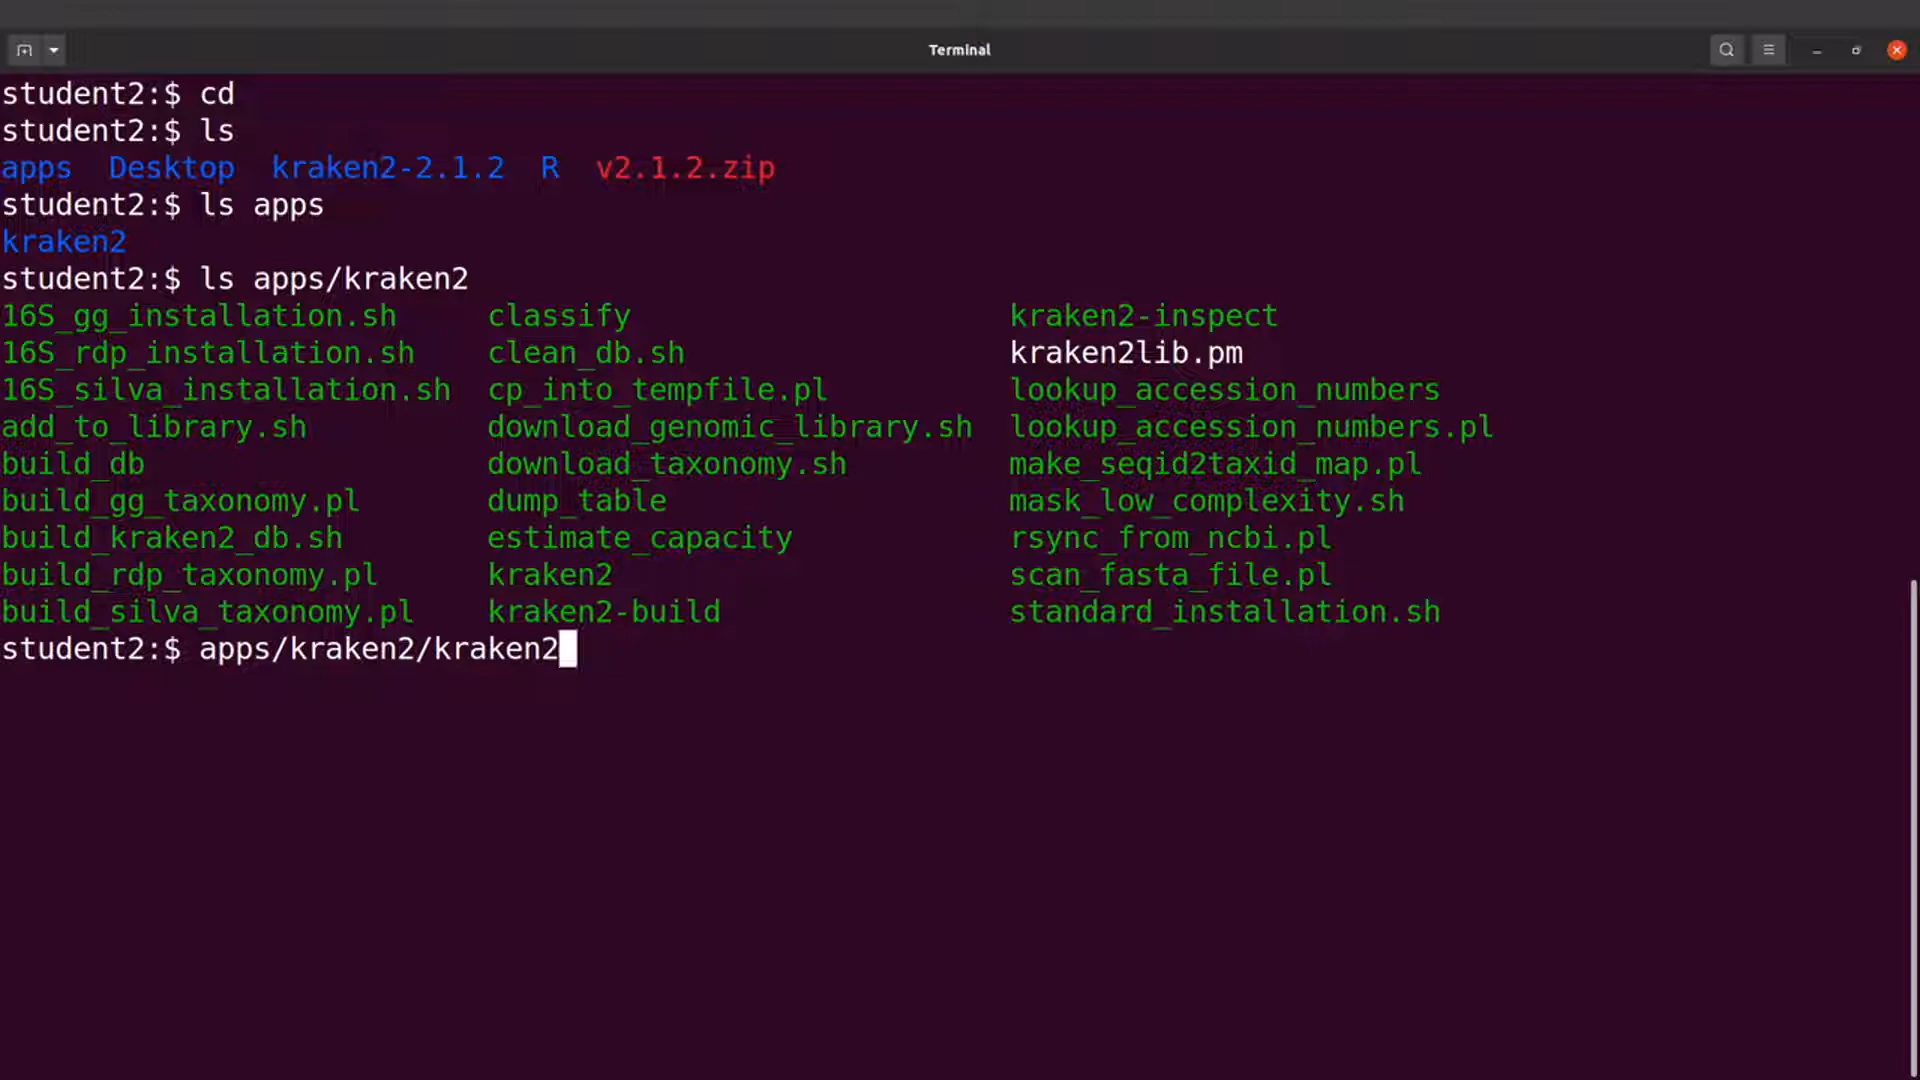 Terminal
student2:$ cd
student2:$ ls
apps  Desktop  kraken2-2.1.2  R  v2.1.2.zip
student2:$ ls apps
kraken2
student2:$ ls apps/kraken2
16S_gg_installation.sh  classify  kraken2-inspect
16S_rdp_installation.sh  clean_db.sh  kraken2lib.pm
16S_silva_installation.sh  cp_into_tempfile.pl  lookup_accession_numbers
add_to_library.sh  download_genomic_library.sh  lookup_accession_numbers.pl
build_db  download_taxonomy.sh  make_seqid2taxid_map.pl
build_gg_taxonomy.pl  dump_table  mask_low_complexity.sh
build_kraken2_db.sh  estimate_capacity  rsync_from_ncbi.pl
build_rdp_taxonomy.pl  kraken2  scan_fasta_file.pl
build_silva_taxonomy.pl  kraken2-build  standard_installation.sh
student2:$ apps/kraken2/kraken2